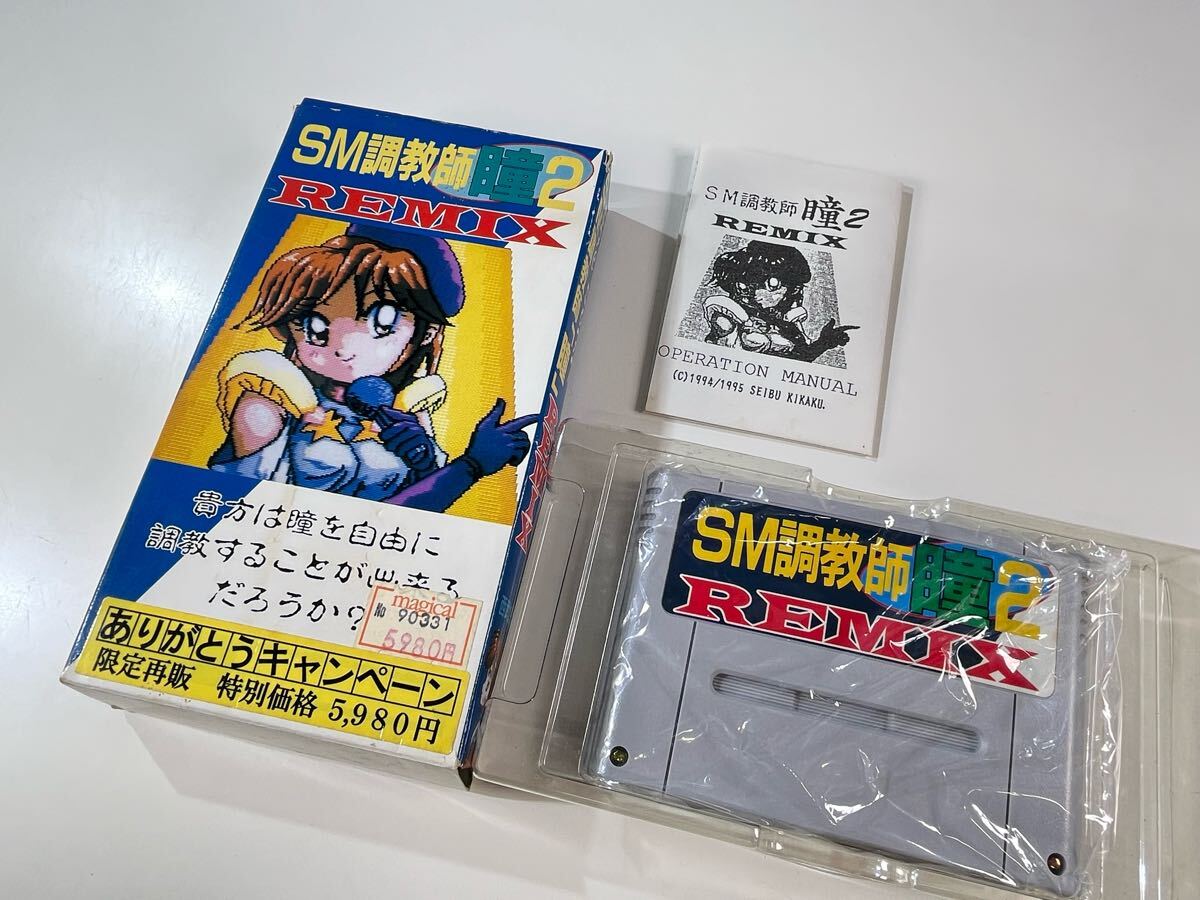 SM調教師瞳2
REMIX
貴方は瞳を自由に
調教することが出来る
だろうか?
magical
No 90331
5980円
ありがとうキャンペーン
限定再販 特別価格 5,980円
SM調教師 瞳2
REMIX
OPERATION MANUAL
(C)1994/1995 SEIBU KIKAKU.
SM調教師瞳2
REMIX